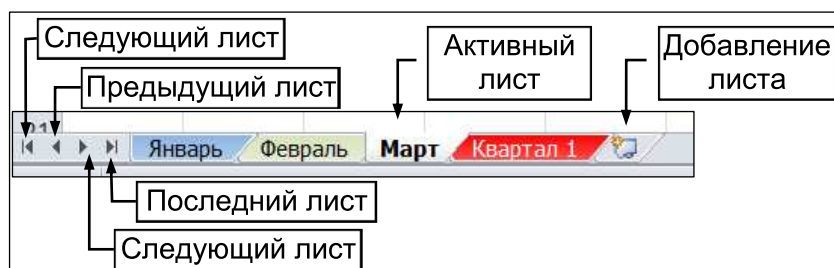 Следующий лист
Предыдущий лист
Активный
лист
Добавление
листа
Январь
Февраль
Март
Квартал 1
Последний лист
Следующий лист